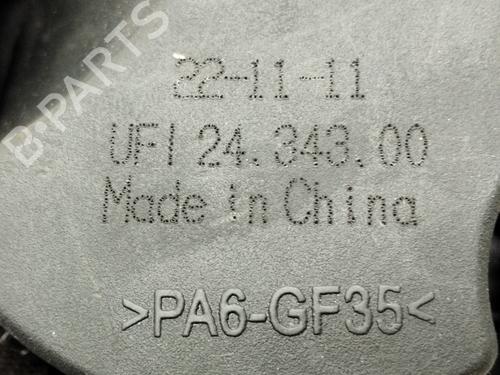 B-PARTS
22-11-11
UFI 24.343.00
Made in China
>PA6-GF35<